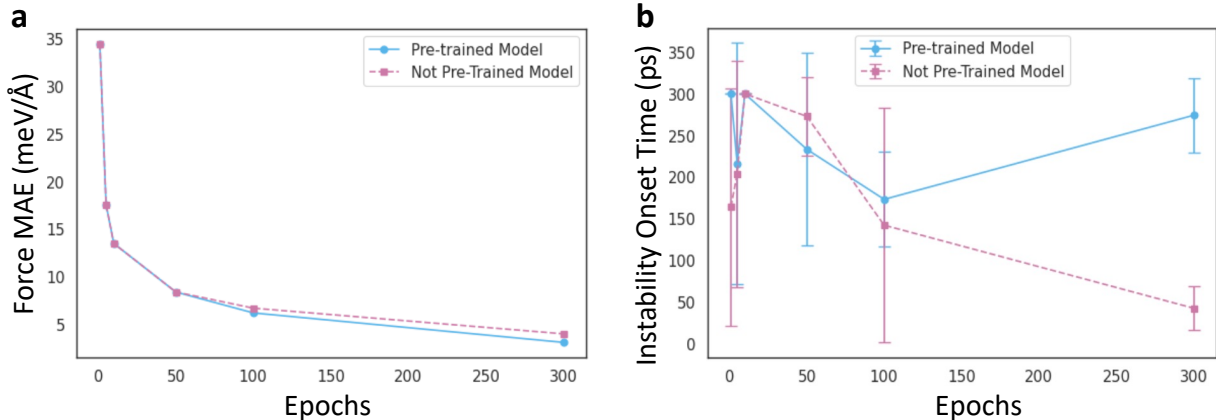 a
Force MAE (meV/Å)
35
30
25
20
15
10
5
0
50
100
150
200
250
300
Epochs
Pre-trained Model
Not Pre-Trained Model
b
Instability Onset Time (ps)
350
300
250
200
150
100
50
0
0
50
100
150
200
250
300
Epochs
Pre-trained Model
Not Pre-Trained Model